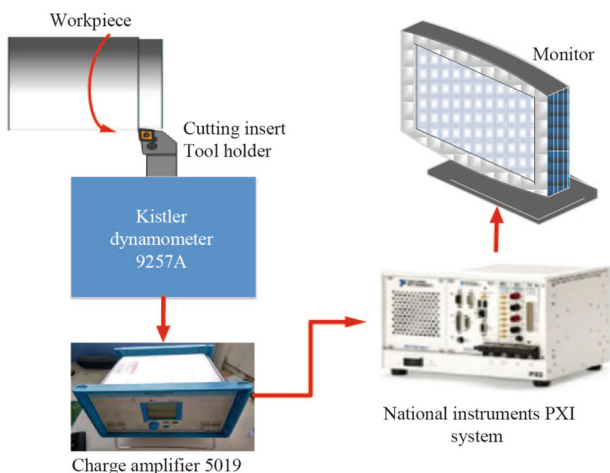 Workpiece
Monitor
Cutting insert
Tool holder
Kistler
dynamometer
9257A
Charge amplifier 5019
National instruments PXI
system